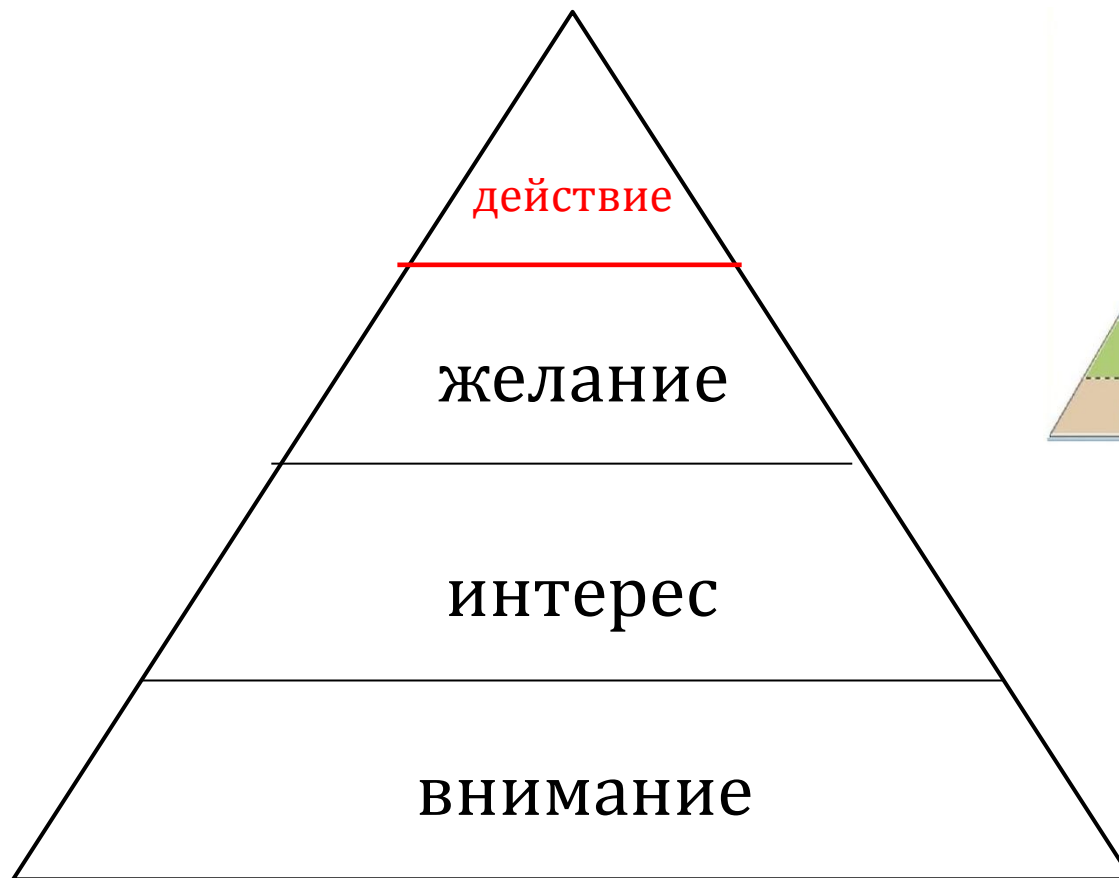 действие
желание
интерес
внимание